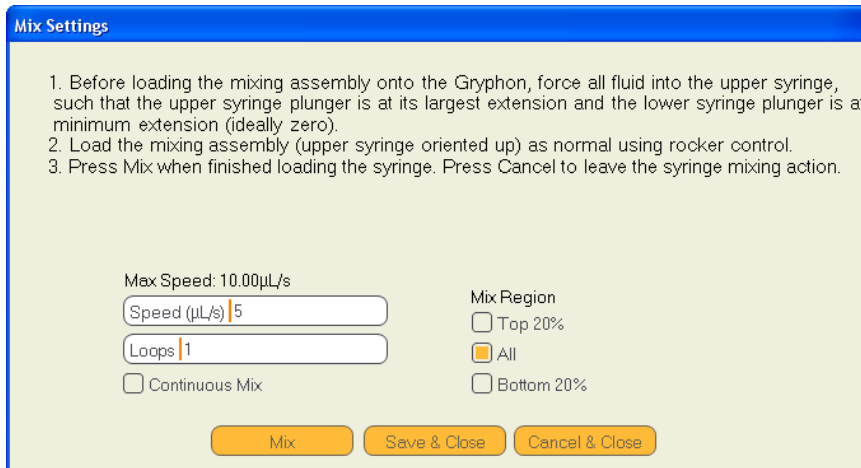 Mix Settings
1. Before loading the mixing assembly onto the Gryphon, force all fluid into the upper syringe,
such that the upper syringe plunger is at its largest extension and the lower syringe plunger is
minimum extension (ideally zero).
2. Load the mixing assembly (upper syringe oriented up) as normal using rocker control.
3. Press Mix when finished loading the syringe. Press Cancel to leave the syringe mixing action.
Max Speed: 10.00µL/s
Speed (µL/s) 5
Loops 1
Continuous Mix
Mix Region
Top 20%
All
Bottom 20%
Mix
Save & Close
Cancel & Close